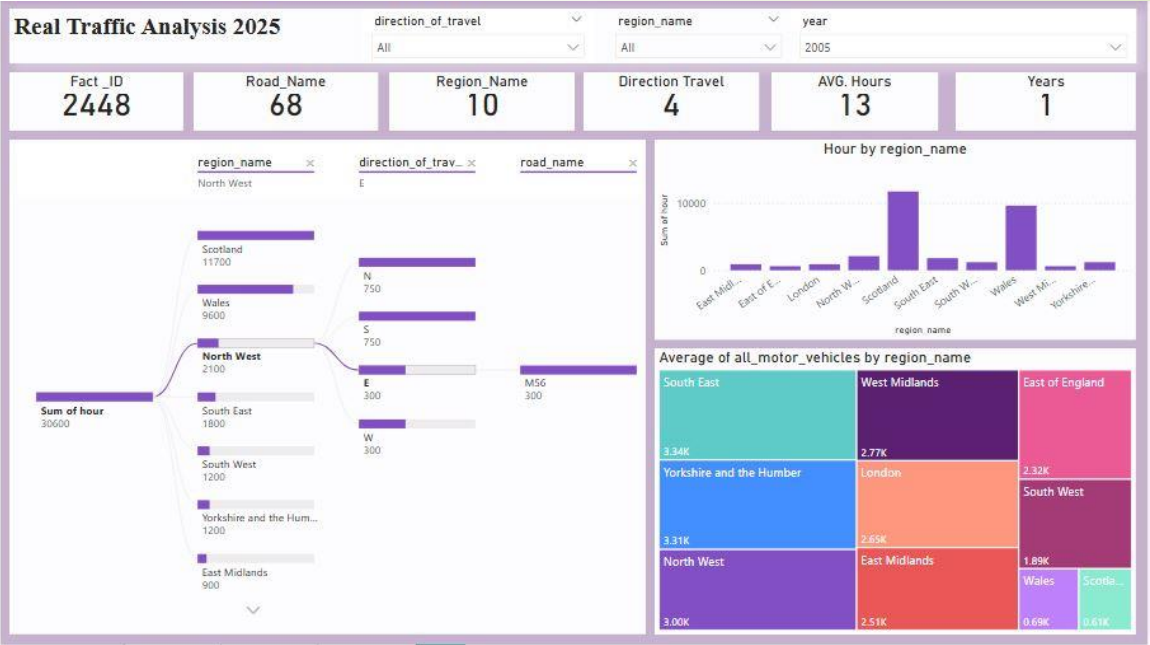 Real Traffic Analysis 2025
direction_of_travel
All
region_name
All
year
2005
Fact _ID
2448
Road_Name
68
Region_Name
10
Direction Travel
4
AVG. Hours
13
Years
1
region_name
North West
direction_of_trav...
E
road_name
Sum of hour
30600
Scotland
11700
Wales
9600
North West
2100
South East
1800
South West
1200
Yorkshire and the Hum...
1200
East Midlands
900
N
750
S
750
E
300
W
300
M56
300
Hour by region_name
Sum of hour
10000
0
East Midl...
East of E...
London
North W...
Scotland
South East
South W...
Wales
West Mi...
Yorkshire...
region name
Average of all_motor_vehicles by region_name
South East
3.34K
Yorkshire and the Humber
3.31K
North West
3.00K
West Midlands
2.77K
London
2.65K
East Midlands
2.51K
East of England
2.32K
South West
1.89K
Wales
0.69K
Scotla...
0.61K